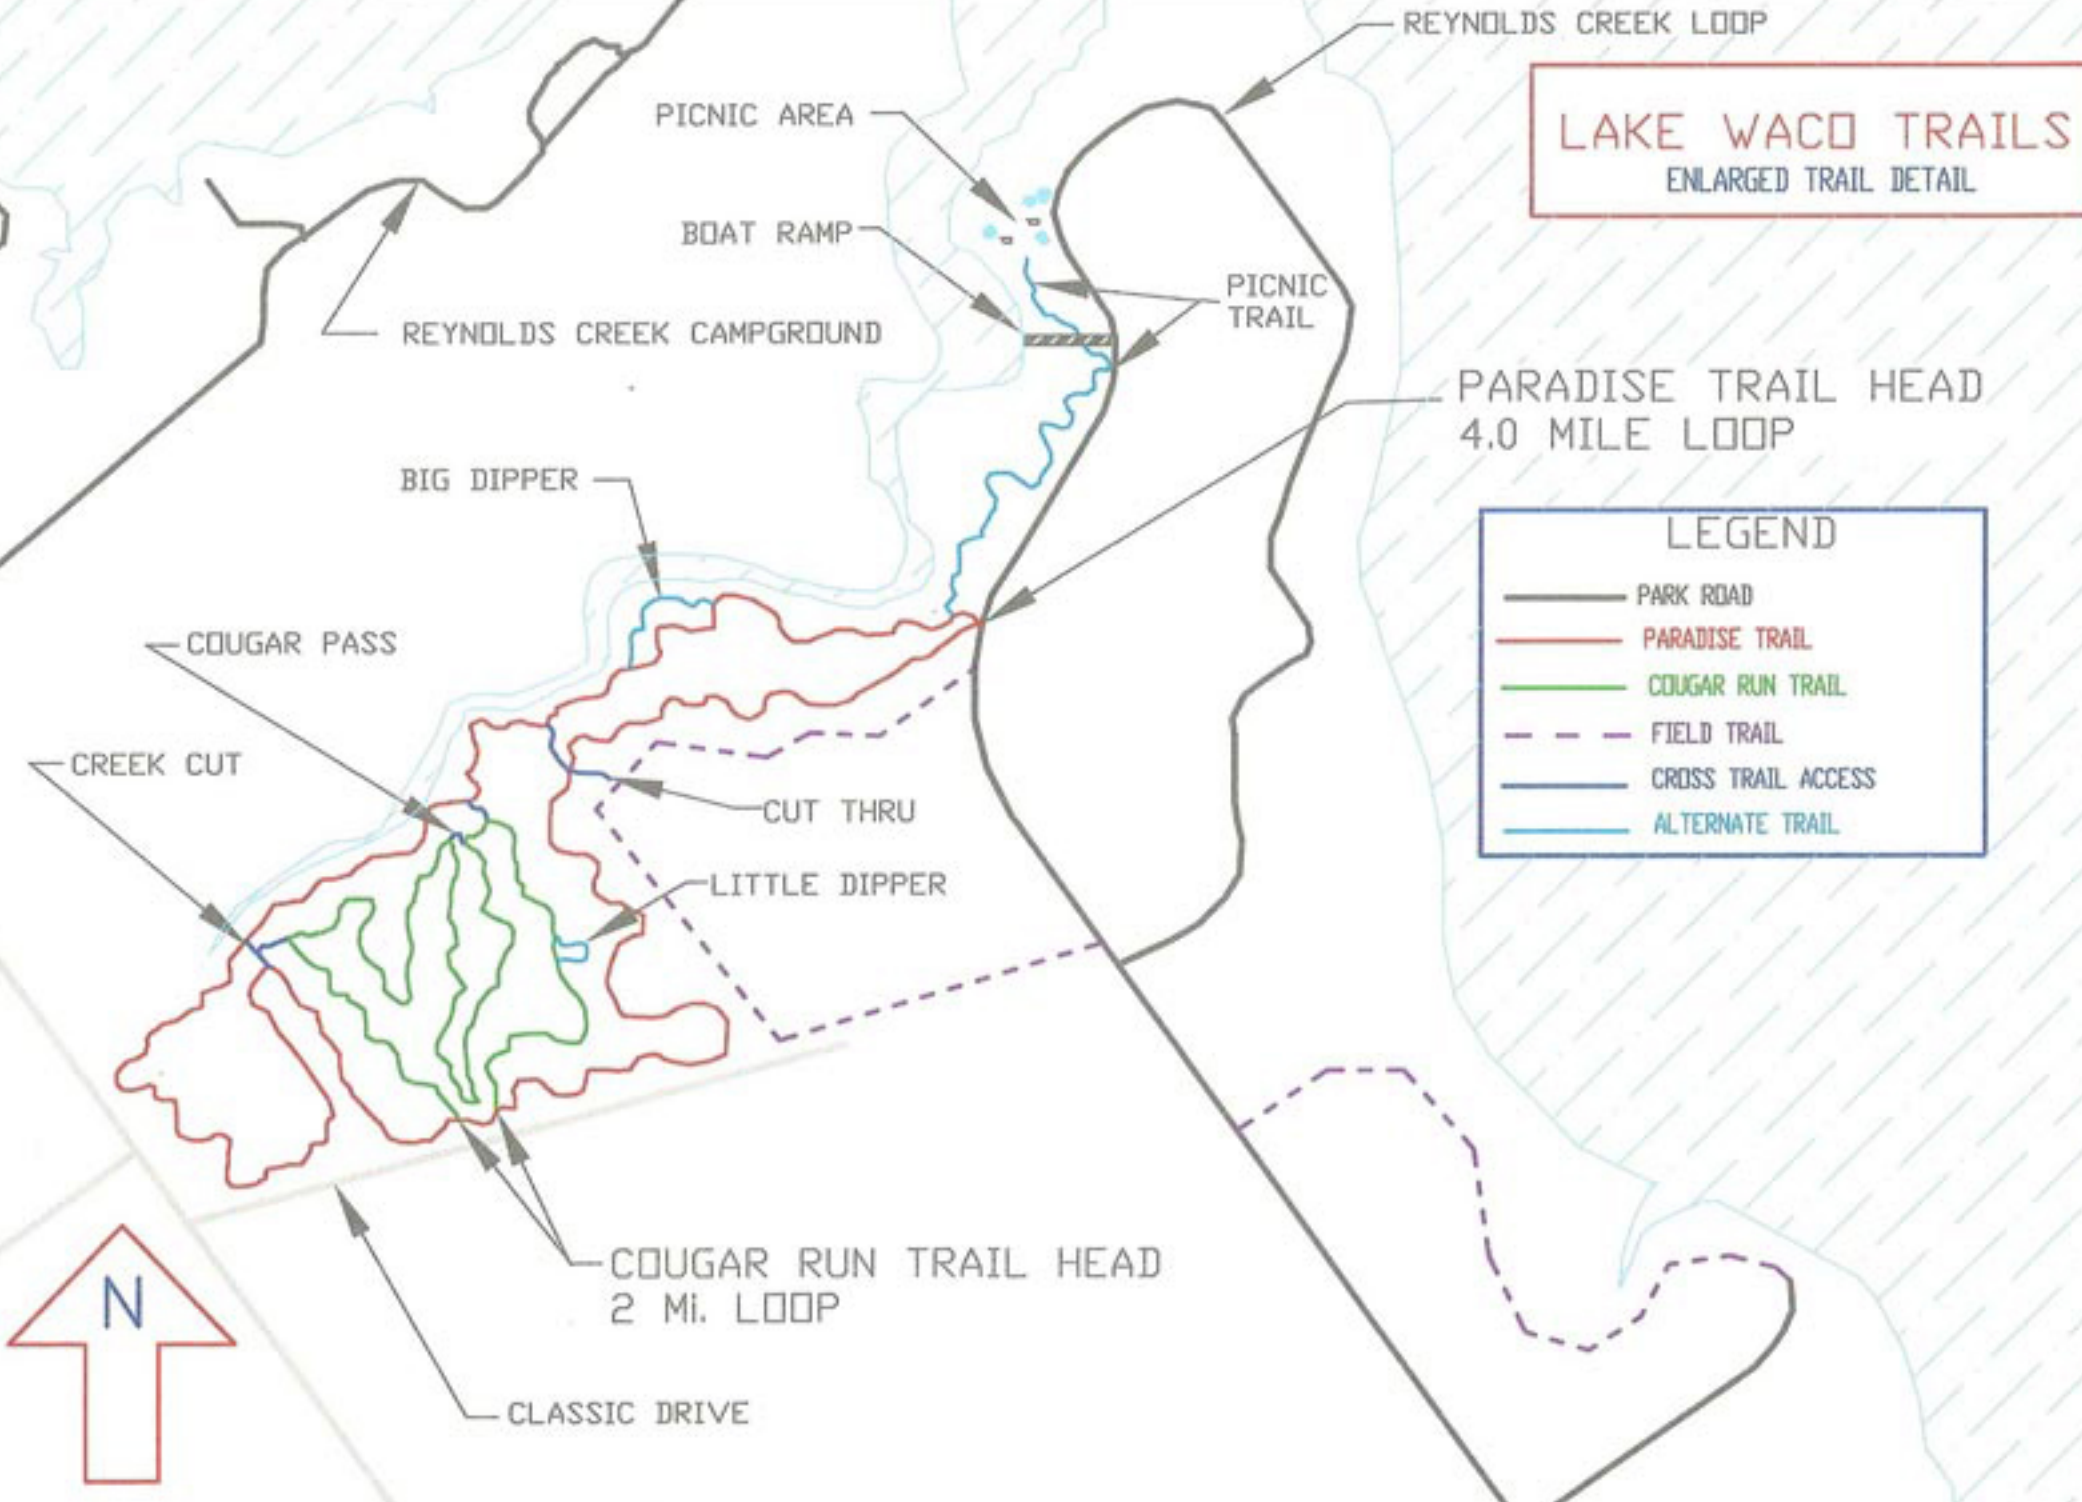 REYNOLDS CREEK LOOP
LAKE WACO TRAILS
ENLARGED TRAIL DETAIL
PICNIC AREA
BOAT RAMP
PICNIC
TRAIL
REYNOLDS CREEK CAMPGROUND
PARADISE TRAIL HEAD
4.0 MILE LOOP
BIG DIPPER
LEGEND
PARK ROAD
PARADISE TRAIL
COUGAR RUN TRAIL
FIELD TRAIL
CROSS TRAIL ACCESS
ALTERNATE TRAIL
COUGAR PASS
CREEK CUT
CUT THRU
LITTLE DIPPER
COUGAR RUN TRAIL HEAD
2 Mi. LOOP
N
CLASSIC DRIVE